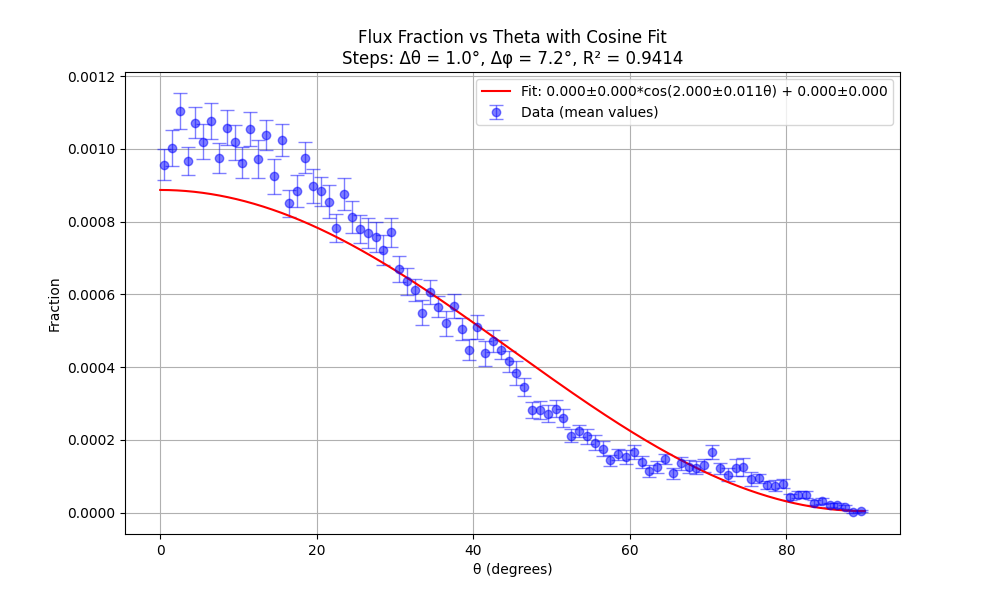 Flux Fraction vs Theta with Cosine Fit
Steps: Δθ = 1.0°, Δφ = 7.2°, R² = 0.9414
Fit: 0.000±0.000*cos(2.000±0.011θ) + 0.000±0.000
Data (mean values)
0.0012
0.0010
0.0008
0.0006
0.0004
0.0002
0.0000
Fraction
0
20
40
60
80
θ (degrees)